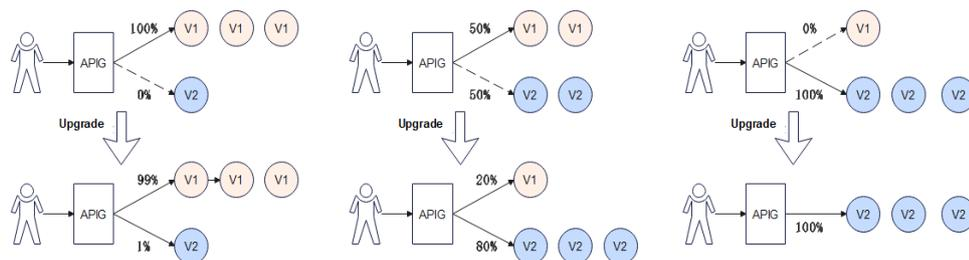 100% V1 V1 V1
APIG
0% V2
Upgrade
99% V1 V1 V1
APIG
1% V2
50% V1 V1
APIG
50% V2 V2
Upgrade
20% V1
APIG
80% V2 V2 V2
0% V1
APIG
100% V2 V2 V2
Upgrade
APIG V2 V2 V2
100%